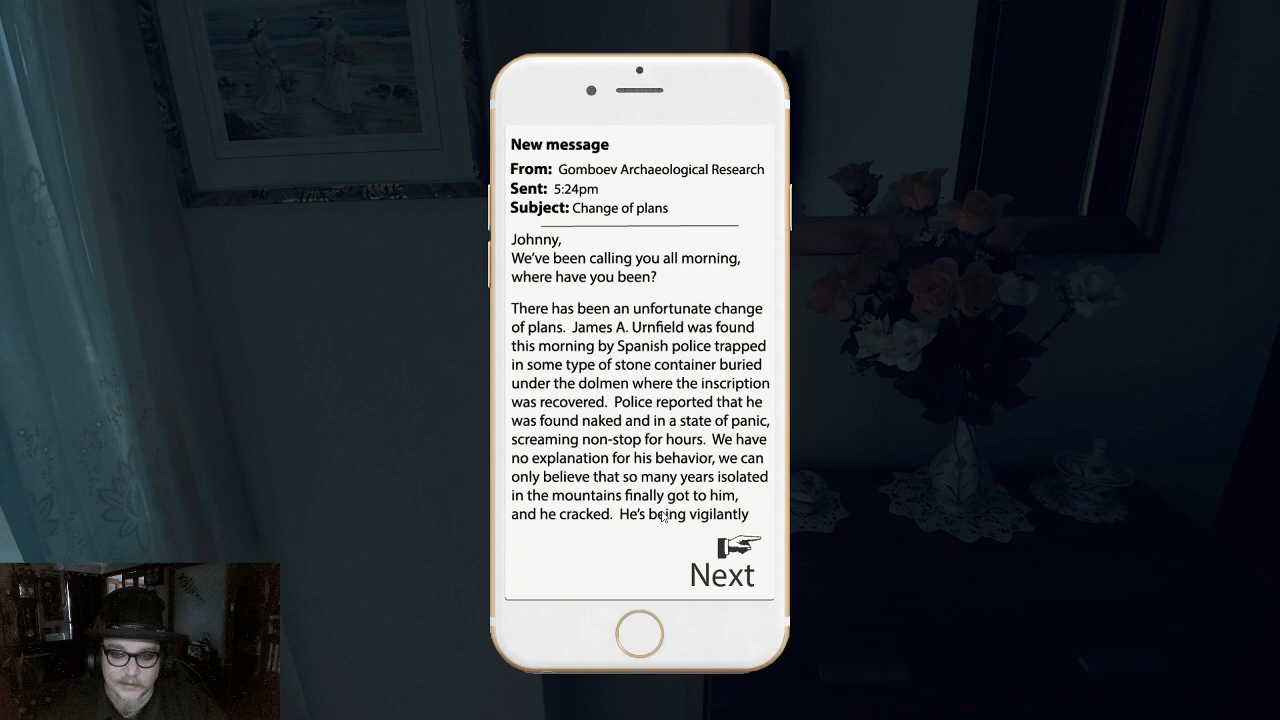 New message
From: Gomboev Archaeological Research
Sent: 5:24pm
Subject: Change of plans
Johnny,
We've been calling you all morning,
where have you been?
There has been an unfortunate change
of plans. James A. Urnfield was found
this morning by Spanish police trapped
in some type of stone container buried
under the dolmen where the inscription
was recovered. Police reported that he
was found naked and in a state of panic,
screaming non-stop for hours. We have
no explanation for his behavior, we can
only believe that so many years isolated
in the mountains finally got to him,
and he cracked. He's being vigilantly
Next